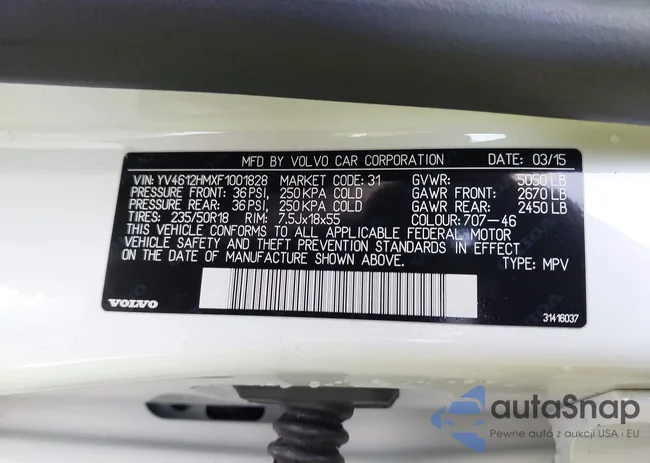 MFD BY VOLVO CAR CORPORATION DATE: 03/15
VIN: YV4612HMXF1001828 MARKET CODE: 31 GVWR: 5050 LB
PRESSURE FRONT: 36 PSI, 250 KPA COLD GAWR FRONT: 2670 LB
PRESSURE REAR: 36 PSI, 250 KPA COLD GAWR REAR: 2450 LB
TIRES: 235/50R18 RIM: 7.5Jx18x55 COLOUR: 707-46
THIS VEHICLE CONFORMS TO ALL APPLICABLE FEDERAL MOTOR
VEHICLE SAFETY AND THEFT PREVENTION STANDARDS IN EFFECT
ON THE DATE OF MANUFACTURE SHOWN ABOVE. TYPE: MPV
VOLVO 31416037
autaSnap
Pewne auta z aukcji USA i EU